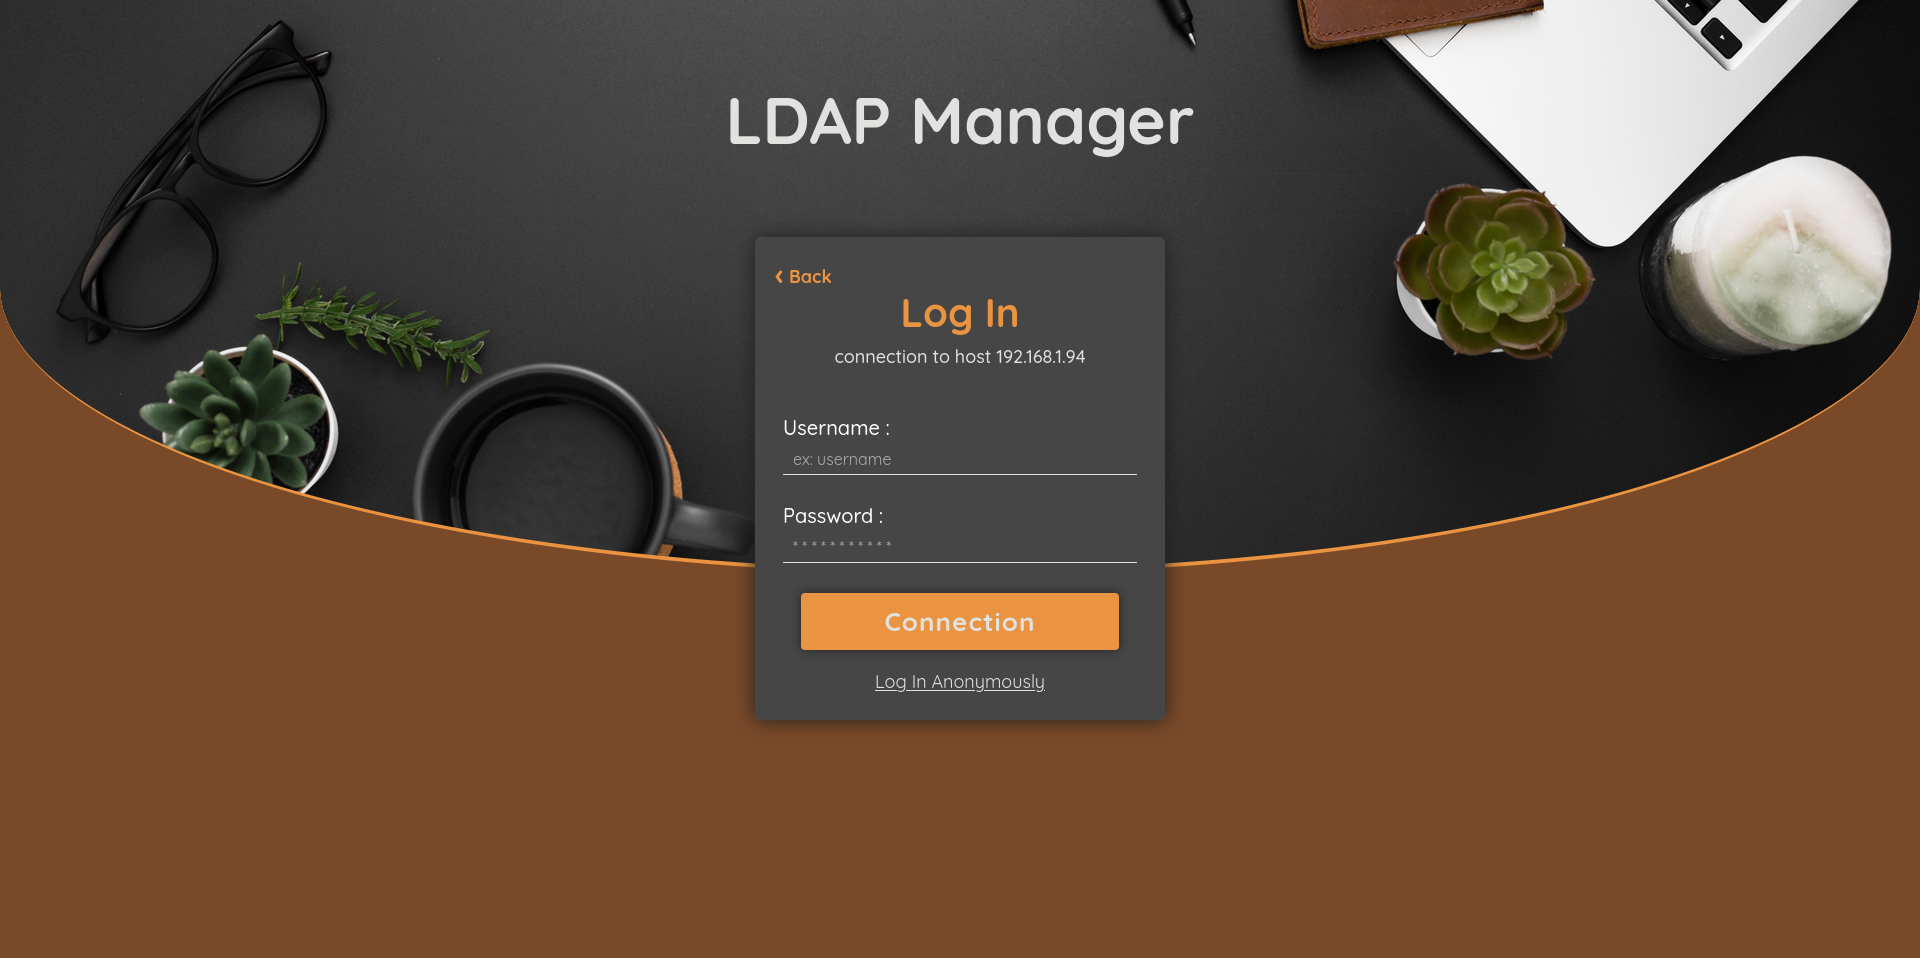 LDAP Manager
‹ Back
Log In
connection to host 192.168.1.94
Username :
ex: username
Password :
***********
Connection
Log In Anonymously